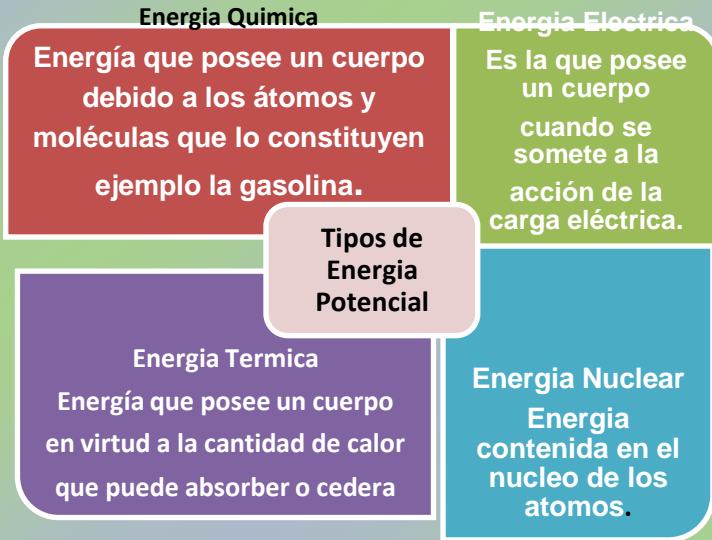 Energia Quimica
Energía que posee un cuerpo
debido a los átomos y
moléculas que lo constituyen
ejemplo la gasolina.
Energia Electrica
Es la que posee
un cuerpo
cuando se
somete a la
acción de la
carga eléctrica.
Tipos de
Energia
Potencial
Energia Termica
Energía que posee un cuerpo
en virtud a la cantidad de calor
que puede absorber o cedera
Energia Nuclear
Energia
contenida en el
nucleo de los
atomos.